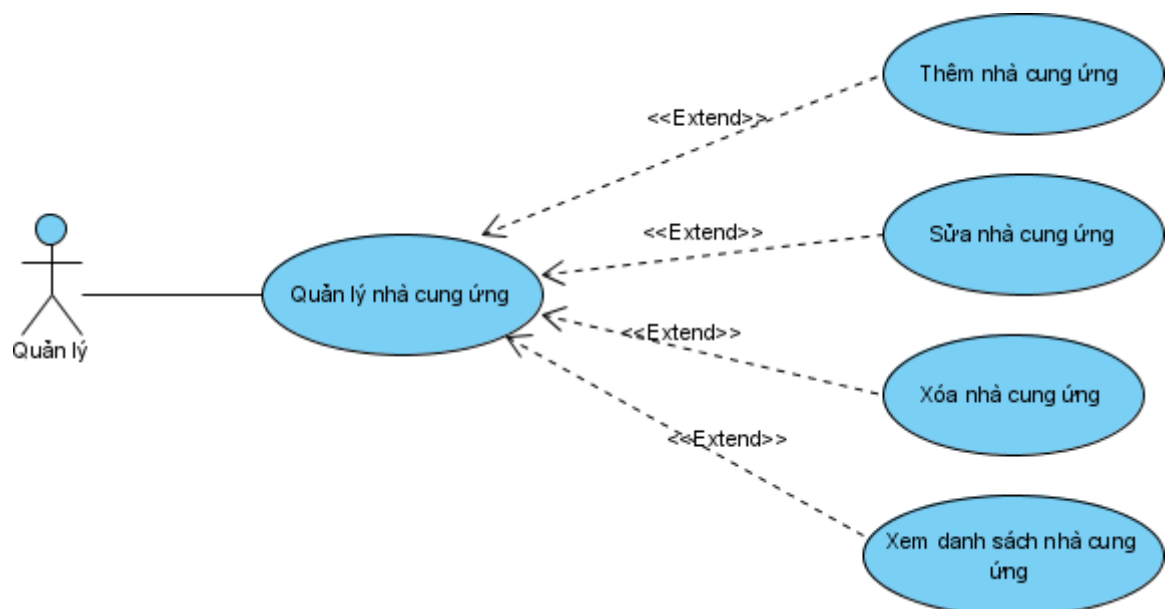 Thêm nhà cung ứng
<<Extend>>
Sửa nhà cung ứng
<<Extend>>
Quản lý nhà cung ứng
<<Extend>>
Quản lý
Xóa nhà cung ứng
<<Extend>>
Xem danh sách nhà cung
ứng